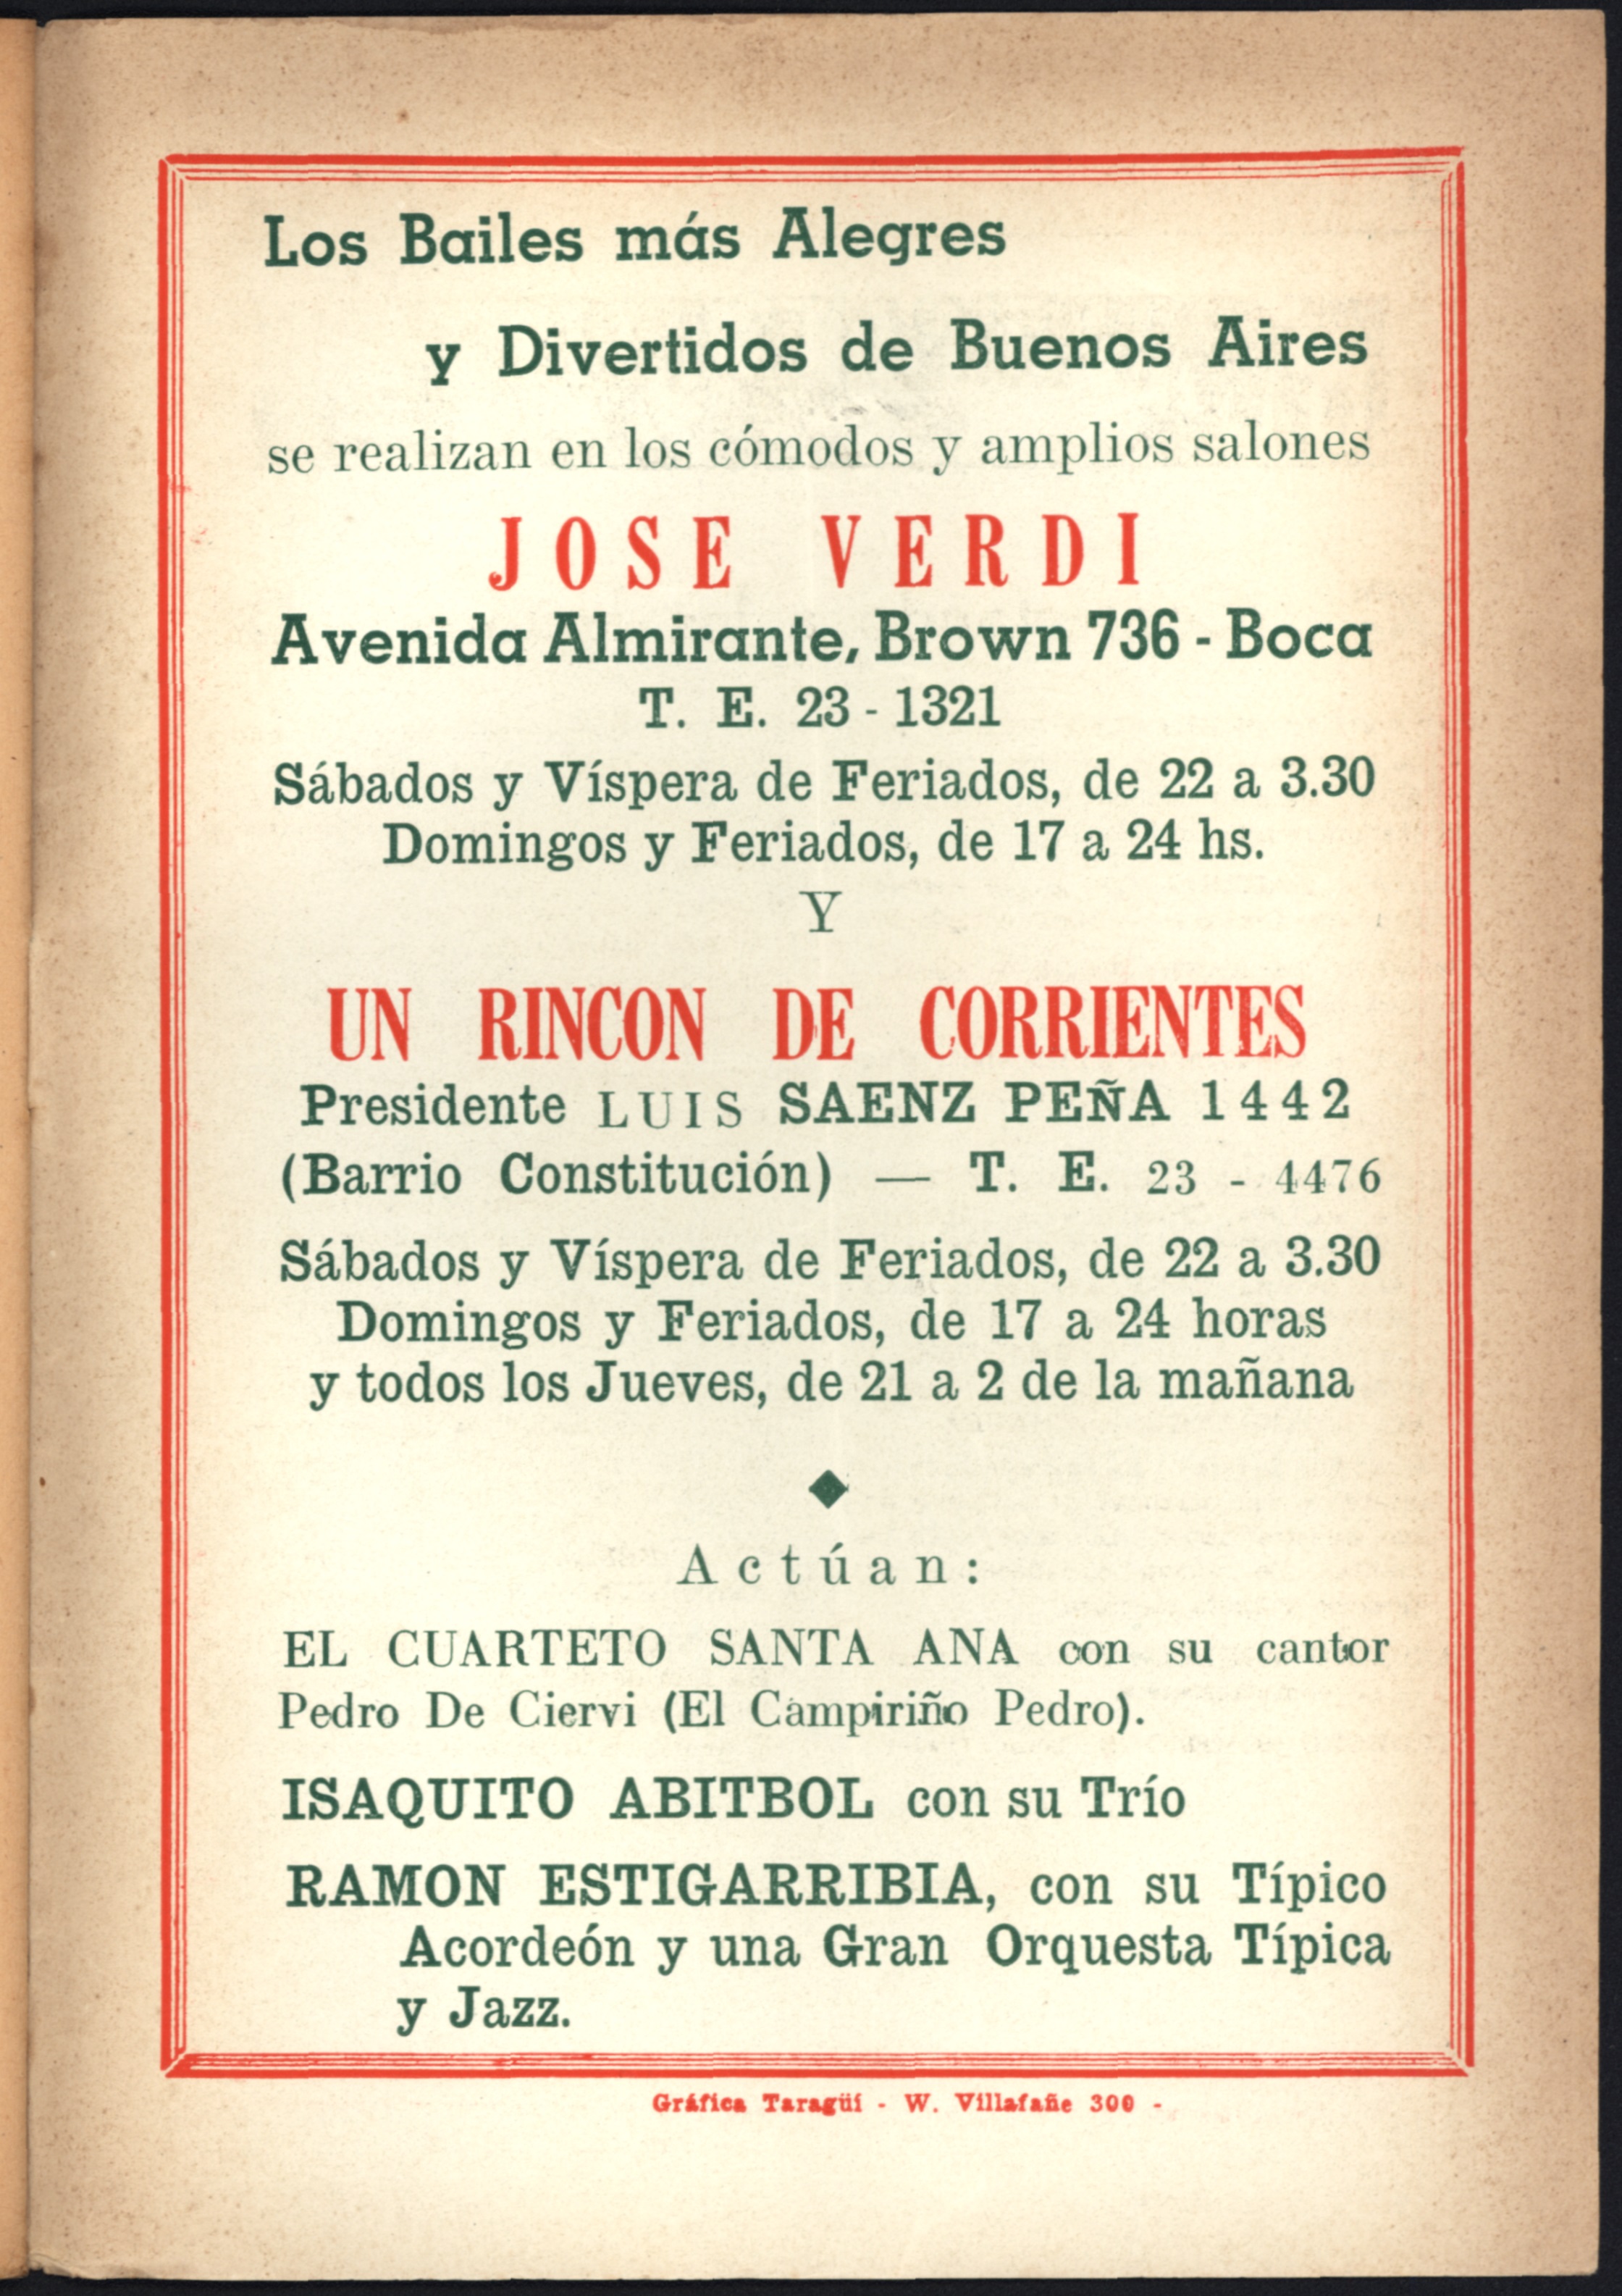 Los Bailes más Alegres
y Divertidos de Buenos Aires
se realizan en los cómodos y amplios salones
JOSE VERDI
Avenida Almirante, Brown 736 - Boca
T. E. 23 - 1321
Sábados y Víspera de Feriados, de 22 a 3.30
Domingos y Feriados, de 17 a 24 hs.
Y
UN RINCON DE CORRIENTES
Presidente LUIS SAENZ PEÑA 1442
(Barrio Constitución) — T. E. 23 - 4476
Sábados y Víspera de Feriados, de 22 a 3.30
Domingos y Feriados, de 17 a 24 horas
y todos los Jueves, de 21 a 2 de la mañana
Actúan:
EL CUARTETO SANTA ANA con su cantor
Pedro De Ciervi (El Campiriño Pedro).
ISAQUITO ABITBOL con su Trío
RAMON ESTIGARRIBIA, con su Típico
Acordeón y una Gran Orquesta Típica
y Jazz.
Gráfica Taragüí - W. Villafañe 300 -